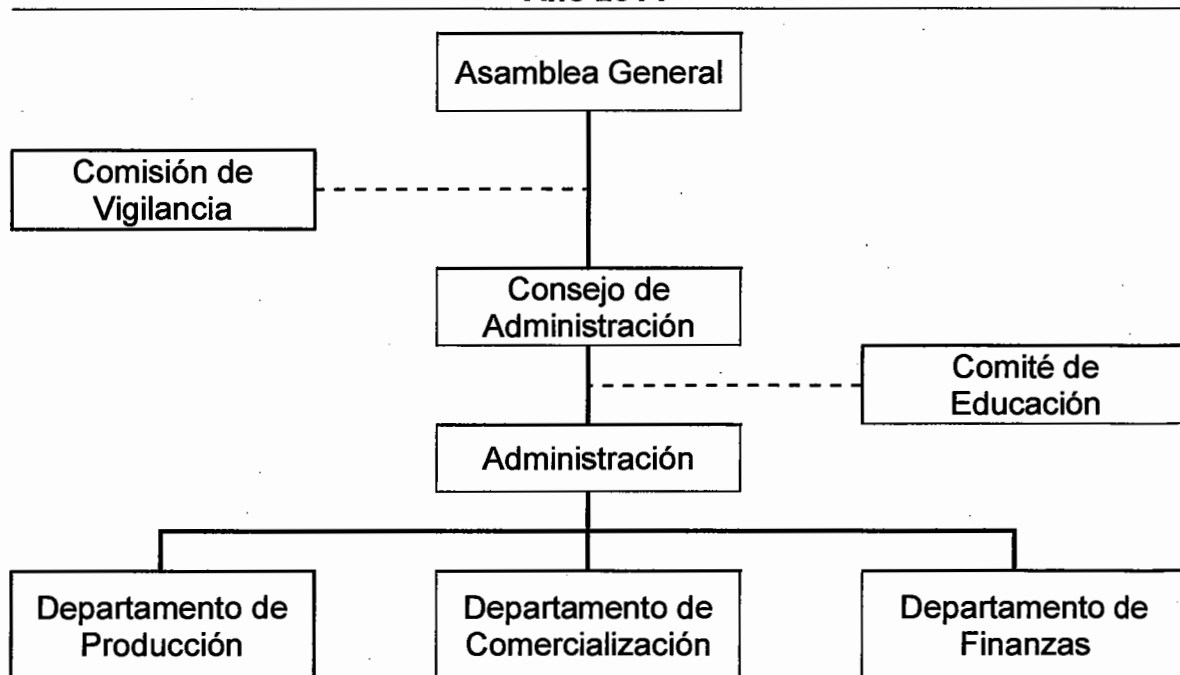 Asamblea General
Comisión de
Vigilancia
Consejo de
Administración
Comité de
Educación
Administración
Departamento de
Producción
Departamento de
Comercialización
Departamento de
Finanzas